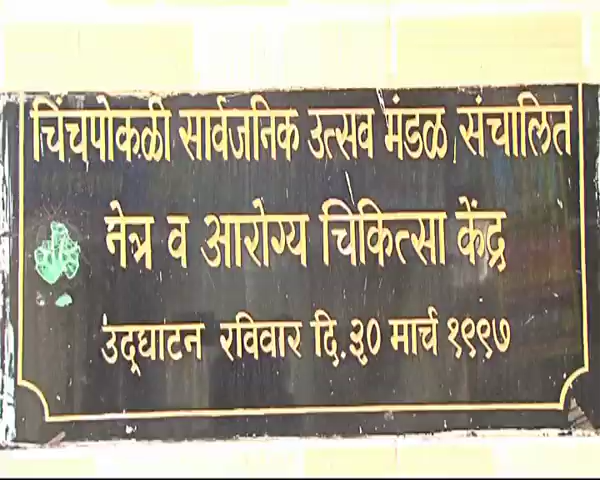 चिंचपोकळी सार्वजनिक उत्सव मंडळ, संचालित
नेत्र व आरोग्य चिकित्सा केंद्र
उद्‌घाटन रविवार दि. ३० मार्च १९९७